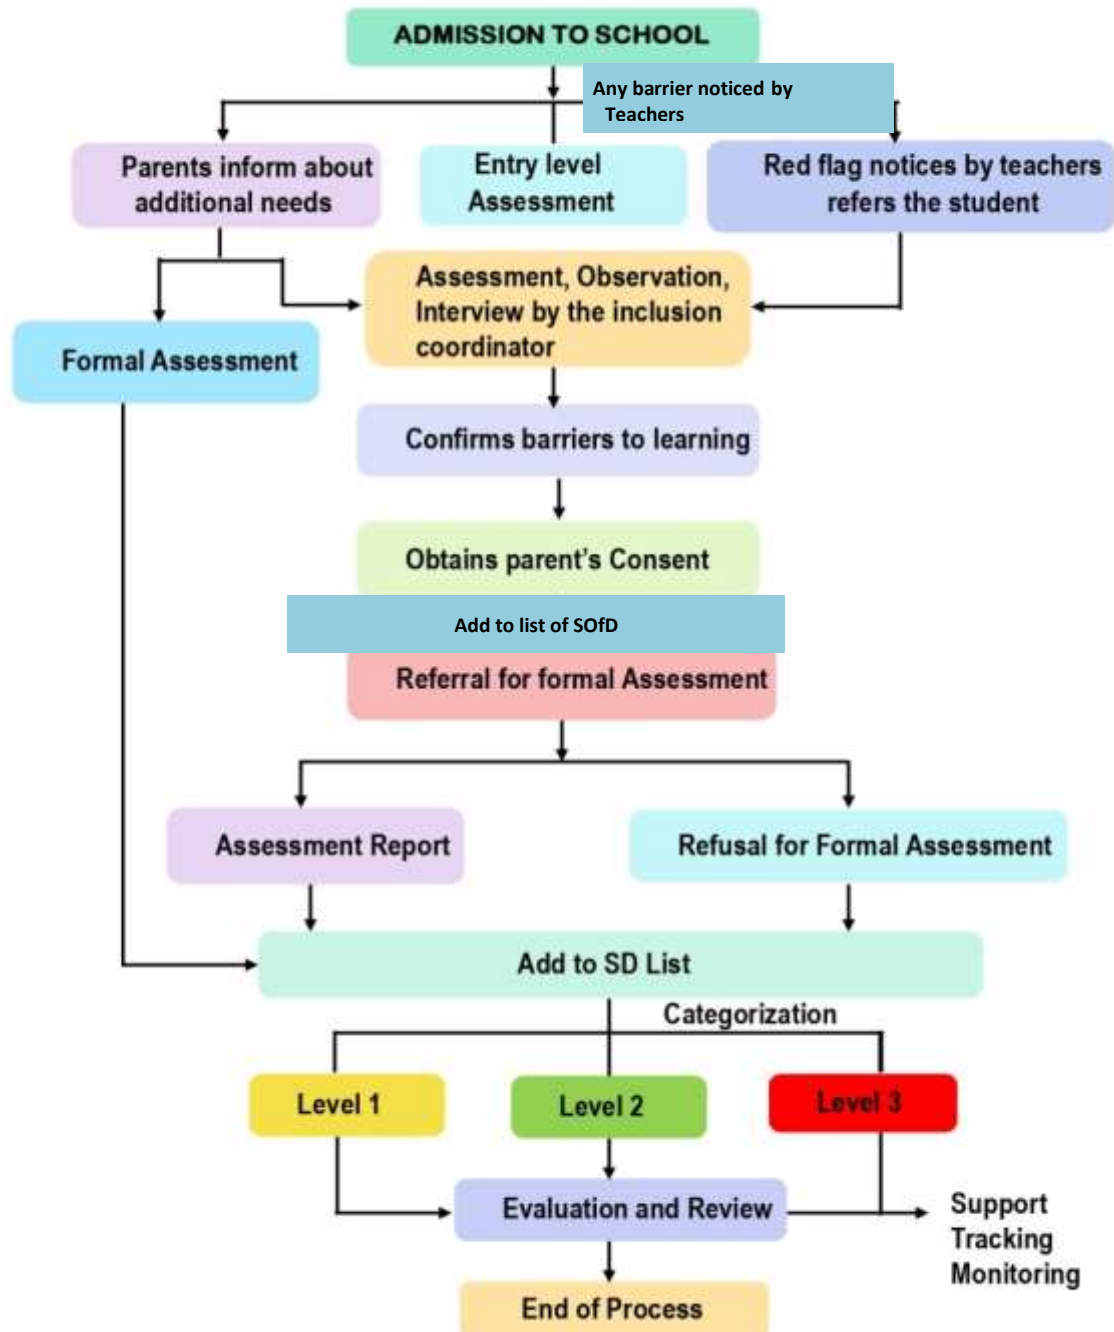 ADMISSION TO SCHOOL
Any barrier noticed by
Teachers
Parents inform about
additional needs
Entry level
Assessment
Red flag notices by teachers
refers the student
Assessment, Observation,
Interview by the inclusion
coordinator
Formal Assessment
Confirms barriers to learning
Obtains parent's Consent
Add to list of SOfD
Referral for formal Assessment
Assessment Report
Refusal for Formal Assessment
Add to SD List
Categorization
Level 1
Level 2
Level 3
Evaluation and Review
Support
Tracking
Monitoring
End of Process